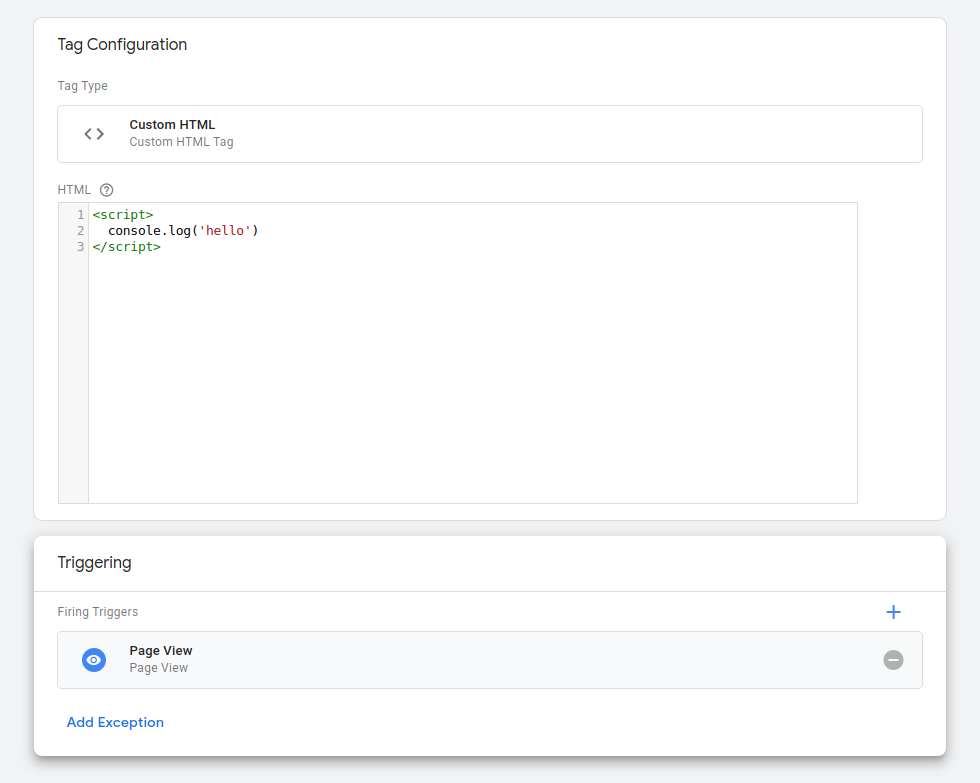 Tag Configuration
Tag Type
Custom HTML
Custom HTML Tag
HTML
1 <script>
2 console.log('hello')
3 </script>
Triggering
Firing Triggers
Page View
Page View
Add Exception